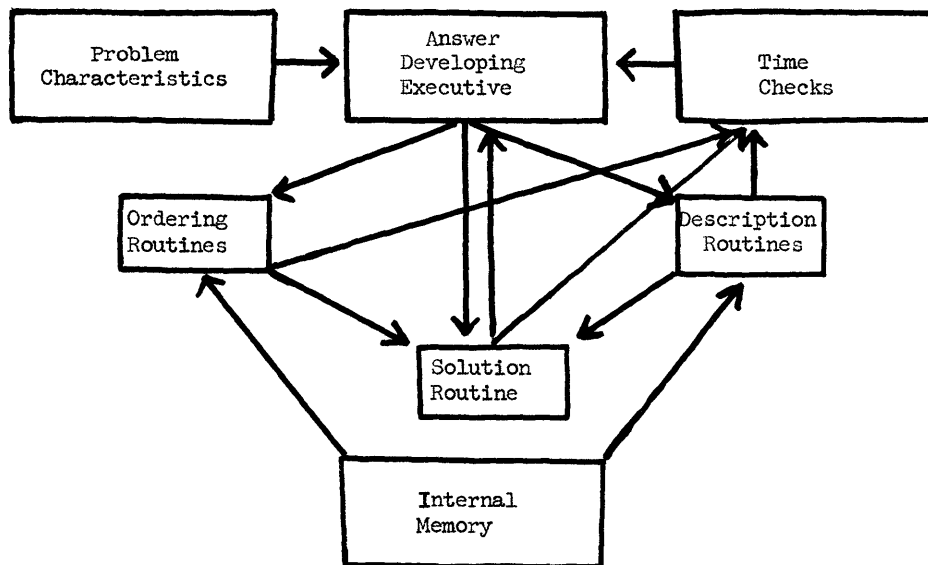 Problem
Characteristics
Answer
Developing
Executive
Time
Checks
Ordering
Routines
Description
Routines
Solution
Routine
Internal
Memory